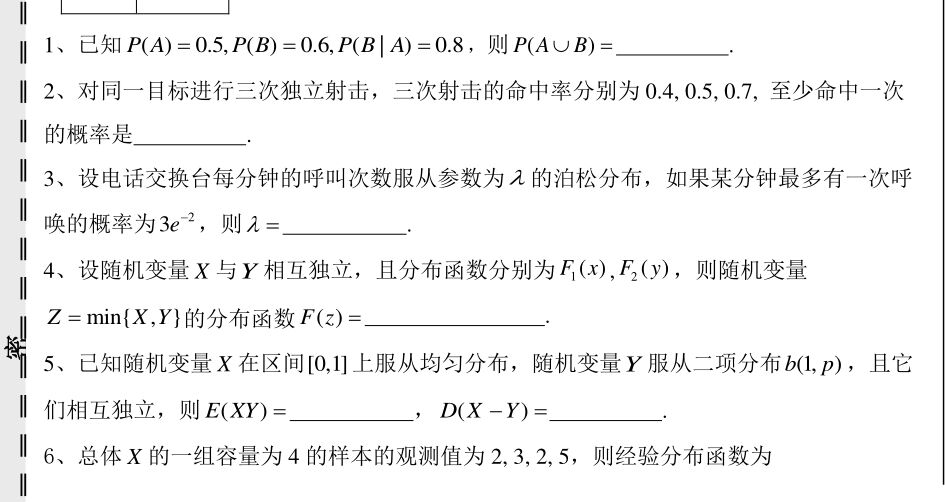 1、已知 P(A) = 0.5, P(B) = 0.6, P(B | A) = 0.8，则 P(A ∪ B) = __________.
2、对同一目标进行三次独立射击，三次射击的命中率分别为 0.4, 0.5, 0.7, 至少命中一次
的概率是__________.
3、设电话交换台每分钟的呼叫次数服从参数为 λ 的泊松分布，如果某分钟最多有一次呼
唤的概率为 3e⁻²，则 λ = ___________.
4、设随机变量 X 与 Y 相互独立，且分布函数分别为 F₁(x) , F₂(y)，则随机变量
Z = min{X,Y} 的分布函数 F(z) = ________________.
5、已知随机变量 X 在区间[0,1] 上服从均匀分布，随机变量 Y 服从二项分布 b(1, p)，且它
们相互独立，则 E(XY) = ___________，D(X − Y) = __________.
6、总体 X 的一组容量为 4 的样本的观测值为 2, 3, 2, 5，则经验分布函数为
密